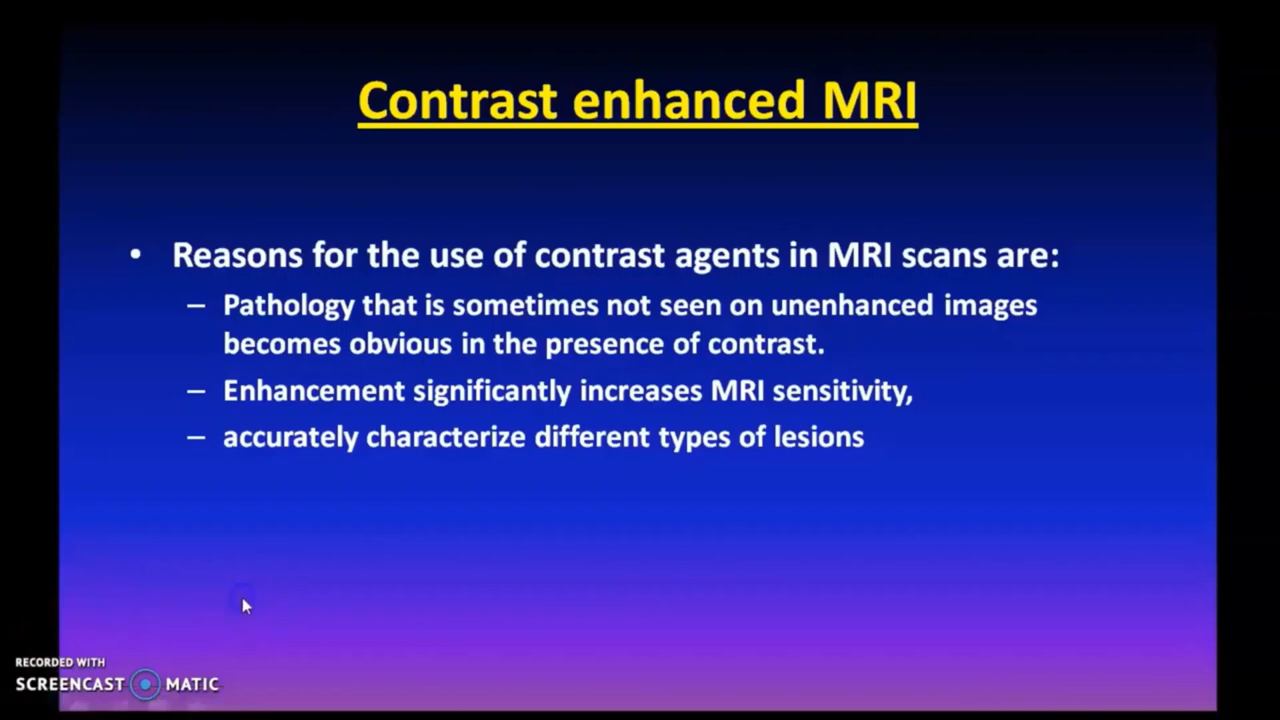 Contrast enhanced MRI
• Reasons for the use of contrast agents in MRI scans are:
– Pathology that is sometimes not seen on unenhanced images
becomes obvious in the presence of contrast.
– Enhancement significantly increases MRI sensitivity,
– accurately characterize different types of lesions
RECORDED WITH
SCREENCAST MATIC